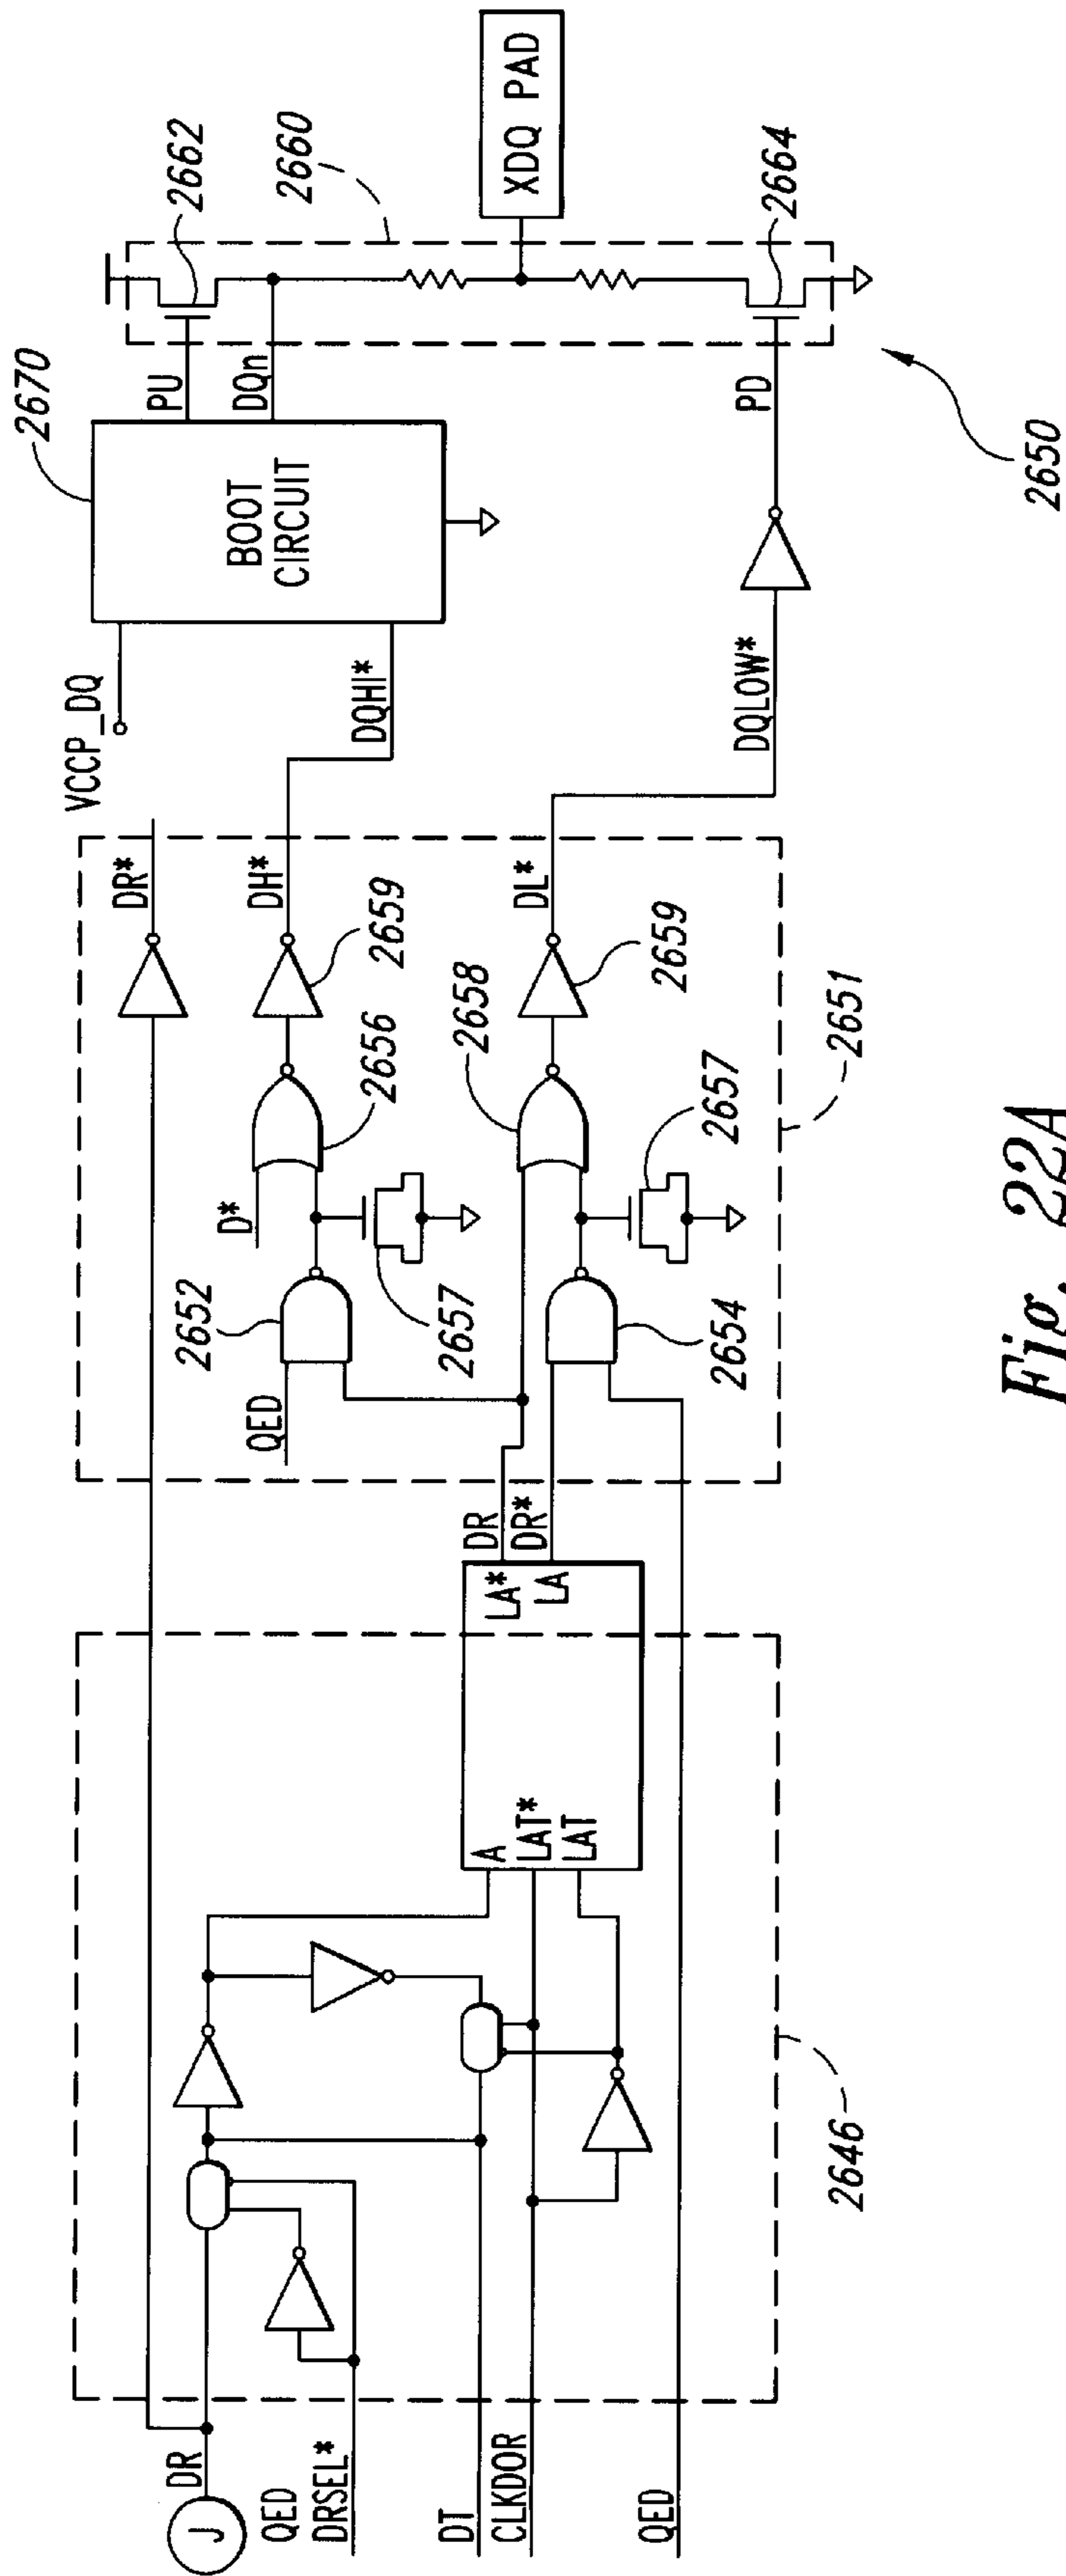 J
DR
QED
DRSEL*
DT
CLKDOR
QED
2646
A
LAT*
LAT
LA*
LA
DR
DR*
QED
2652
D*
2657
2656
2659
2654
2657
2658
2659
2651
DR*
DH*
DL*
VCCP_DQ
DQHI*
DQLOW*
BOOT
CIRCUIT
2670
PU
DQn
PD
2662
2660
2664
XDQ PAD
2650
Fig. 22A